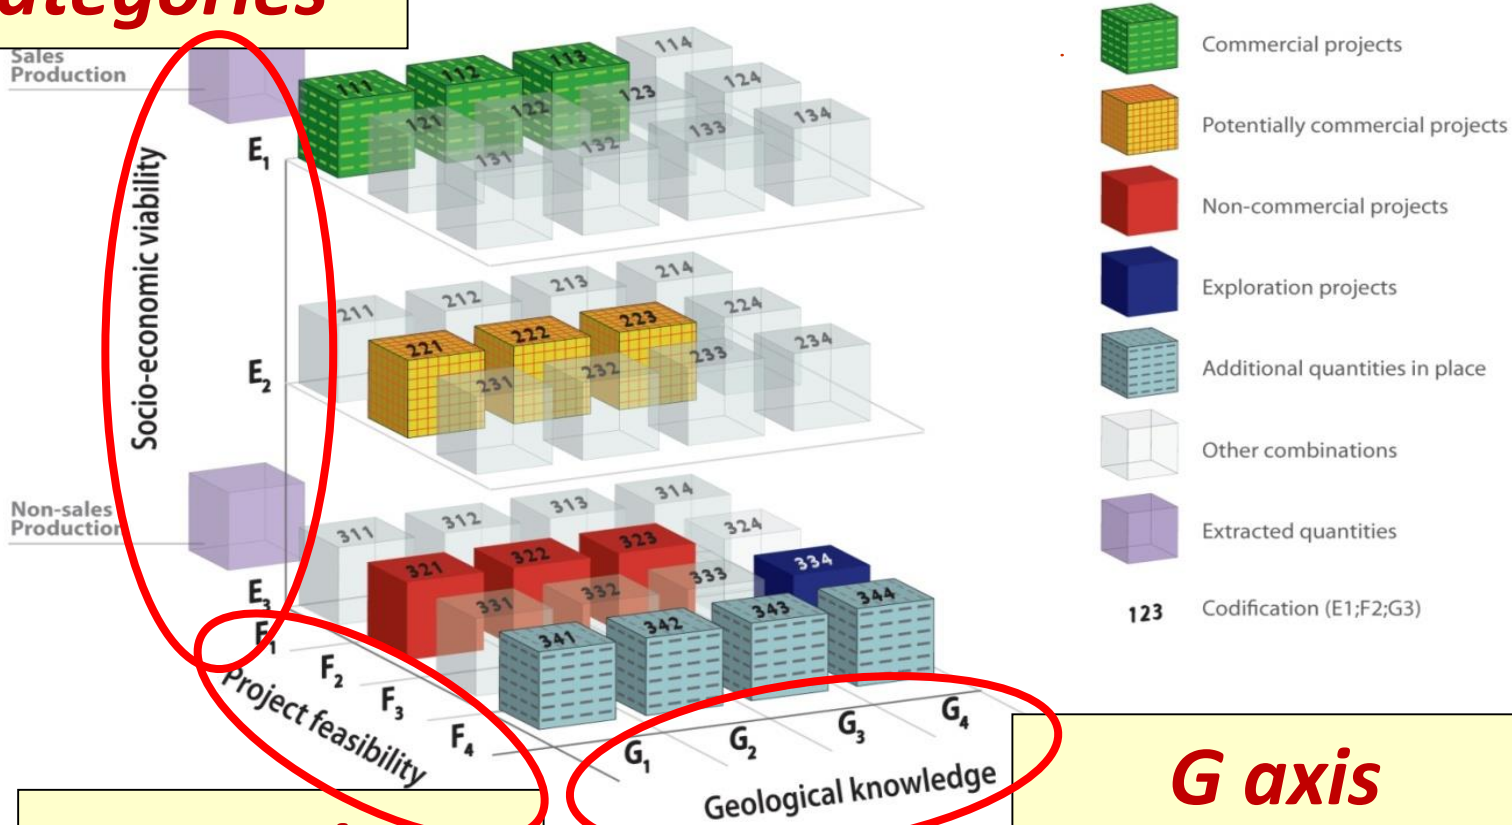 Sales
Production
Socio-economic viability
E1
111
112
113
114
121
122
123
124
131
132
133
134
E2
211
212
213
214
221
222
223
224
231
232
233
234
Non-sales
Production
E3
311
312
313
314
321
322
323
324
331
332
333
334
341
342
343
344
F1
F2
F3
F4
Project feasibility
G1
G2
G3
G4
Geological knowledge
G axis
Commercial projects
Potentially commercial projects
Non-commercial projects
Exploration projects
Additional quantities in place
Other combinations
Extracted quantities
123 Codification (E1;F2;G3)